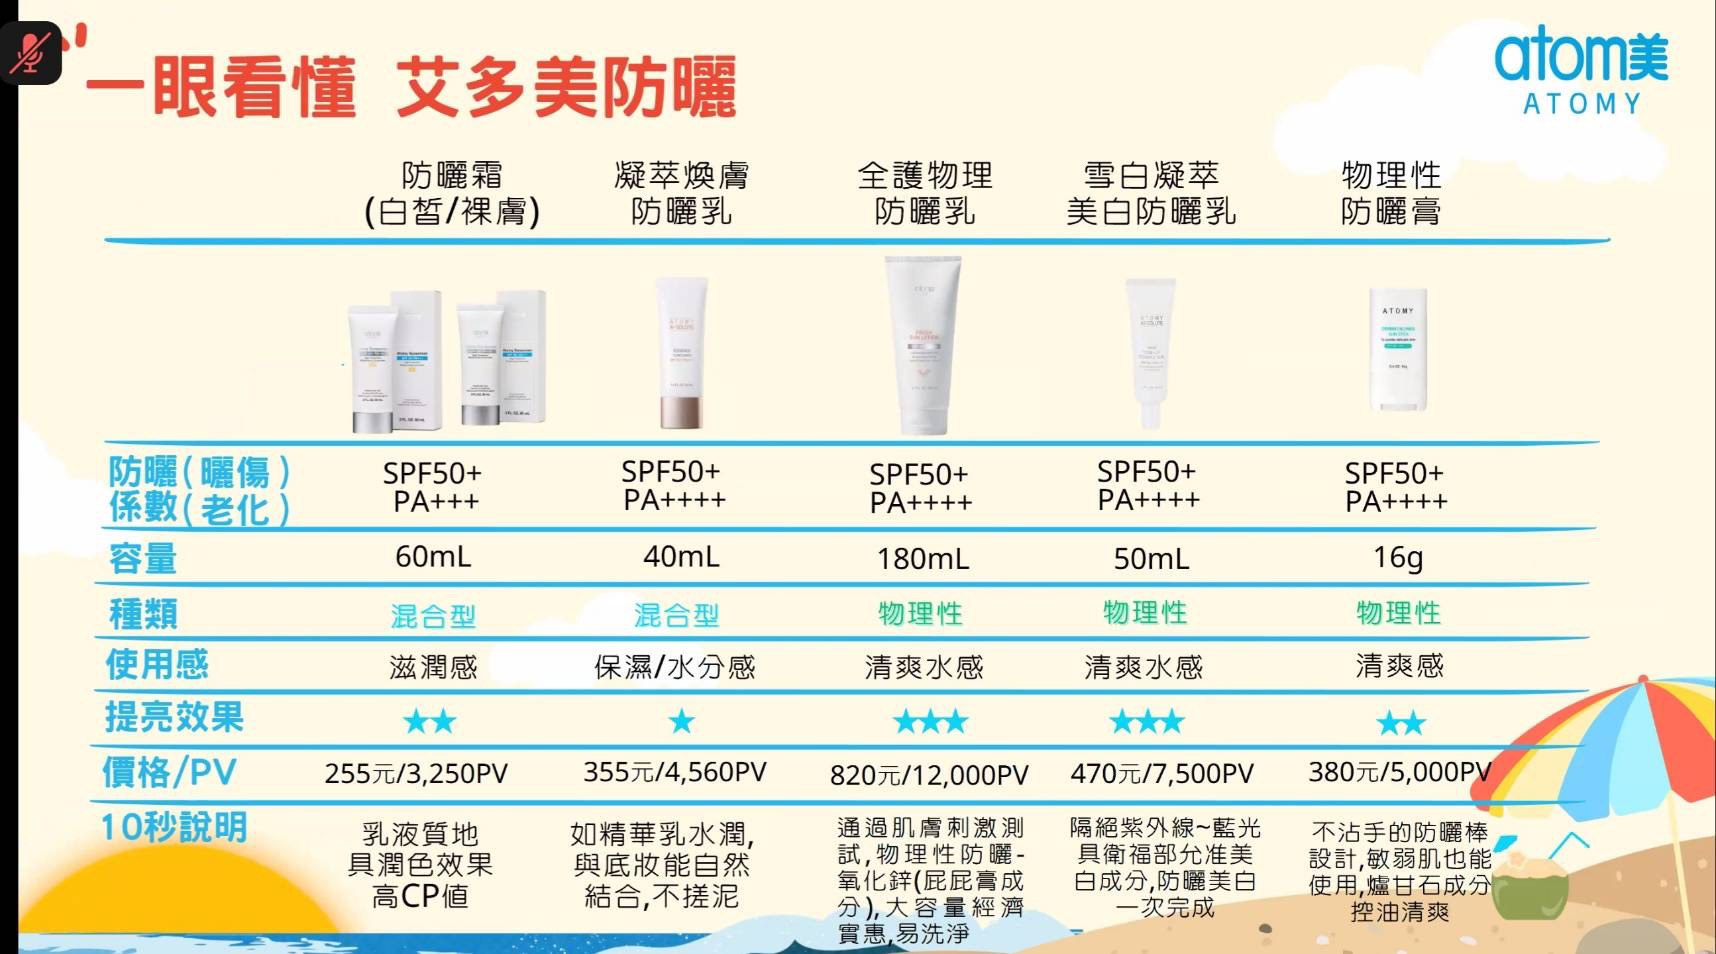 一眼看懂 艾多美防曬
atom美
ATOMY
防曬霜
(白皙/裸膚)
凝萃煥膚
防曬乳
全護物理
防曬乳
雪白凝萃
美白防曬乳
物理性
防曬膏
ATOMY
防曬(曬傷)
係數(老化)
SPF50+
PA+++
SPF50+
PA++++
SPF50+
PA++++
SPF50+
PA++++
SPF50+
PA++++
容量
60mL
40mL
180mL
50mL
16g
種類
混合型
混合型
物理性
物理性
物理性
使用感
滋潤感
保濕/水分感
清爽水感
清爽水感
清爽感
提亮效果
★★
★
★★★
★★★
★★
價格/PV
255元/3,250PV
355元/4,560PV
820元/12,000PV
470元/7,500PV
380元/5,000PV
10秒說明
乳液質地
具潤色效果
高CP值
如精華乳水潤,
與底妝能自然
結合,不搓泥
通過肌膚刺激測
試,物理性防曬-
氧化鋅(屁屁膏成
分),大容量經濟
實惠,易洗淨
隔絕紫外線~藍光
具衛福部允准美
白成分,防曬美白
一次完成
不沾手的防曬棒
設計,敏弱肌也能
使用,爐甘石成分
控油清爽